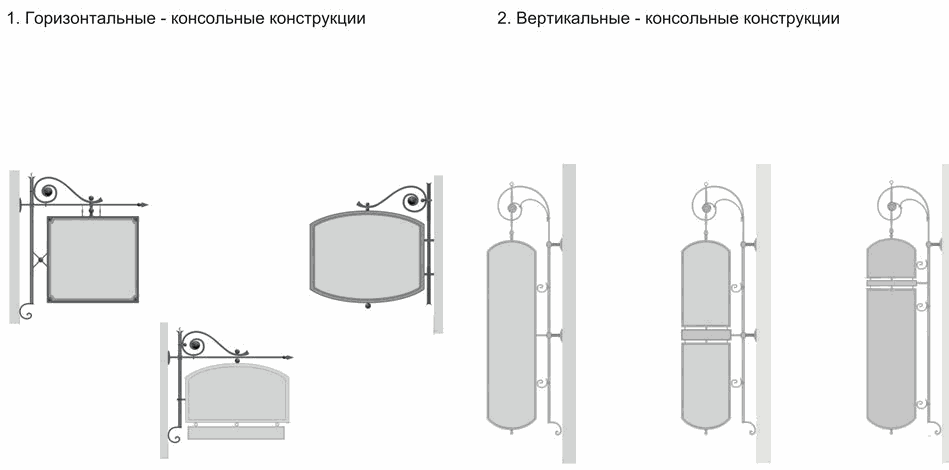 1. Горизонтальные - консольные конструкции
2. Вертикальные - консольные конструкции